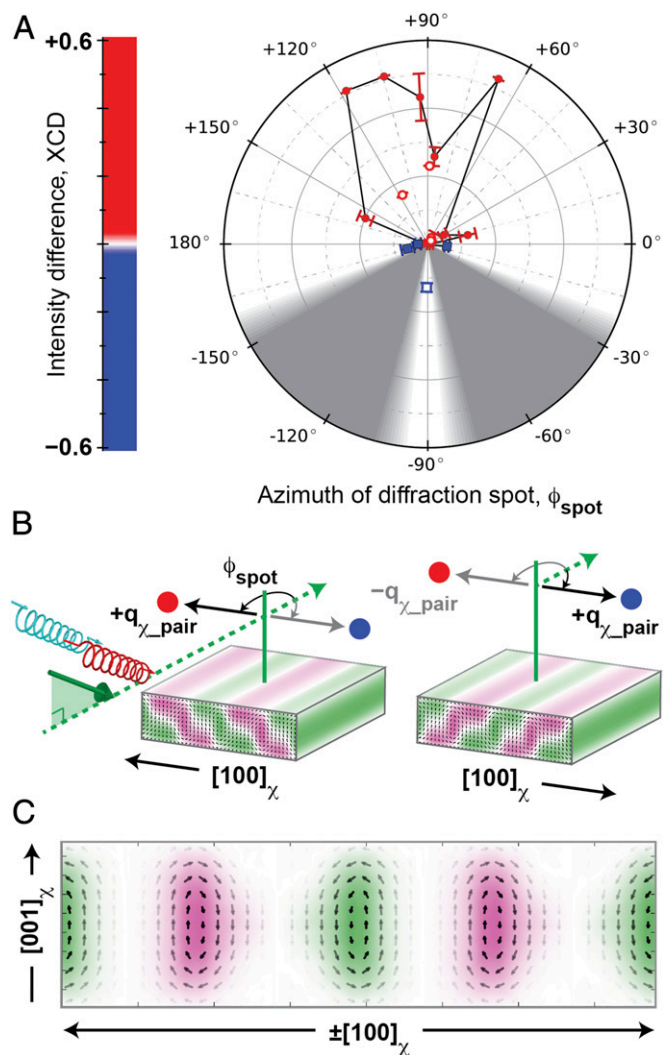 A
+0.6
Intensity difference, XCD
−0.6
+90°
+120°
+60°
+150°
+30°
180°
0°
-150°
-30°
-120°
-60°
-90°
Azimuth of diffraction spot, ϕspot
B
ϕspot
+qχ_pair
−qχ_pair
+qχ_pair
[100]χ
[100]χ
C
[001]χ
±[100]χ